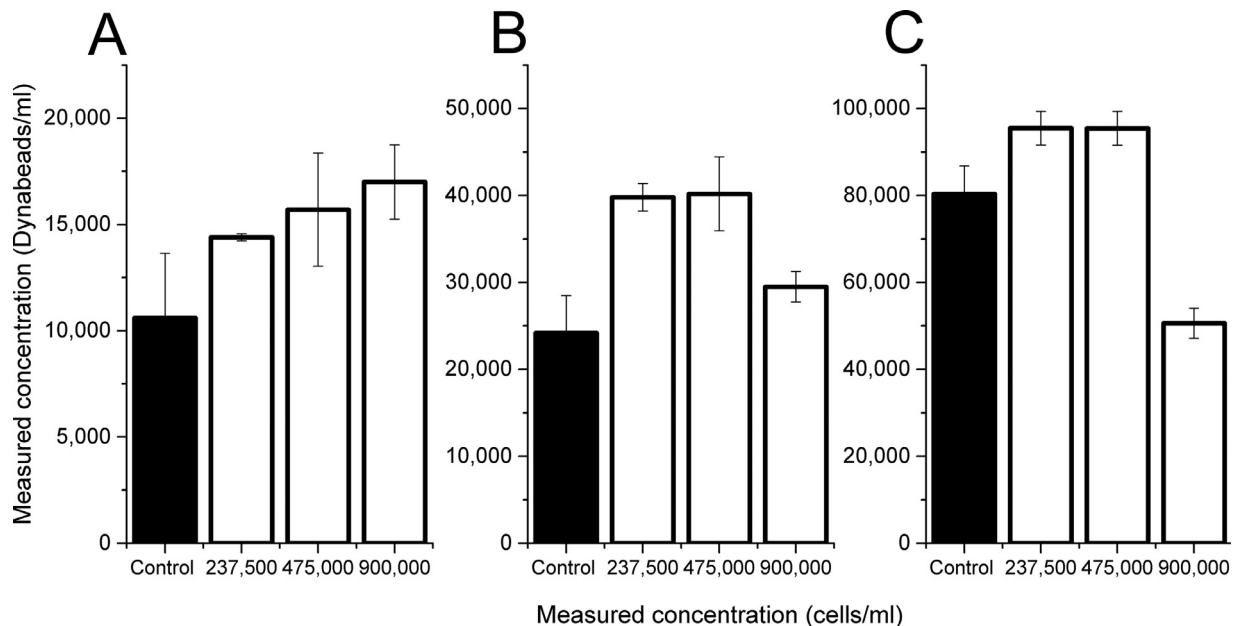 A
B
C
Measured concentration (Dynabeads/ml)
20,000
15,000
10,000
5,000
0
Control 237,500 475,000 900,000
50,000
40,000
30,000
20,000
10,000
0
Control 237,500 475,000 900,000
100,000
80,000
60,000
40,000
20,000
0
Control 237,500 475,000 900,000
Measured concentration (cells/ml)